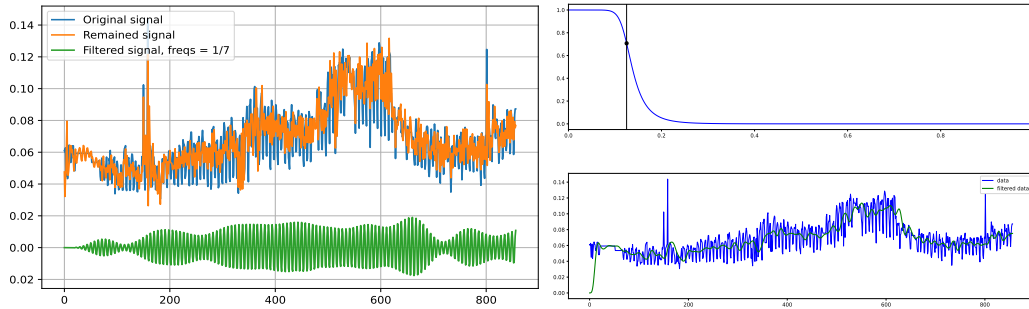 Original signal
Remained signal
Filtered signal, freqs = 1/7
0.14
0.12
0.10
0.08
0.06
0.04
0.02
0.00
0.02
0 200 400 600 800
1.0
0.8
0.6
0.4
0.2
0.0
0.0 0.2 0.4 0.6 0.8
data
filtered data
0.14
0.12
0.10
0.08
0.06
0.04
0.02
0.00
0 200 400 600 800